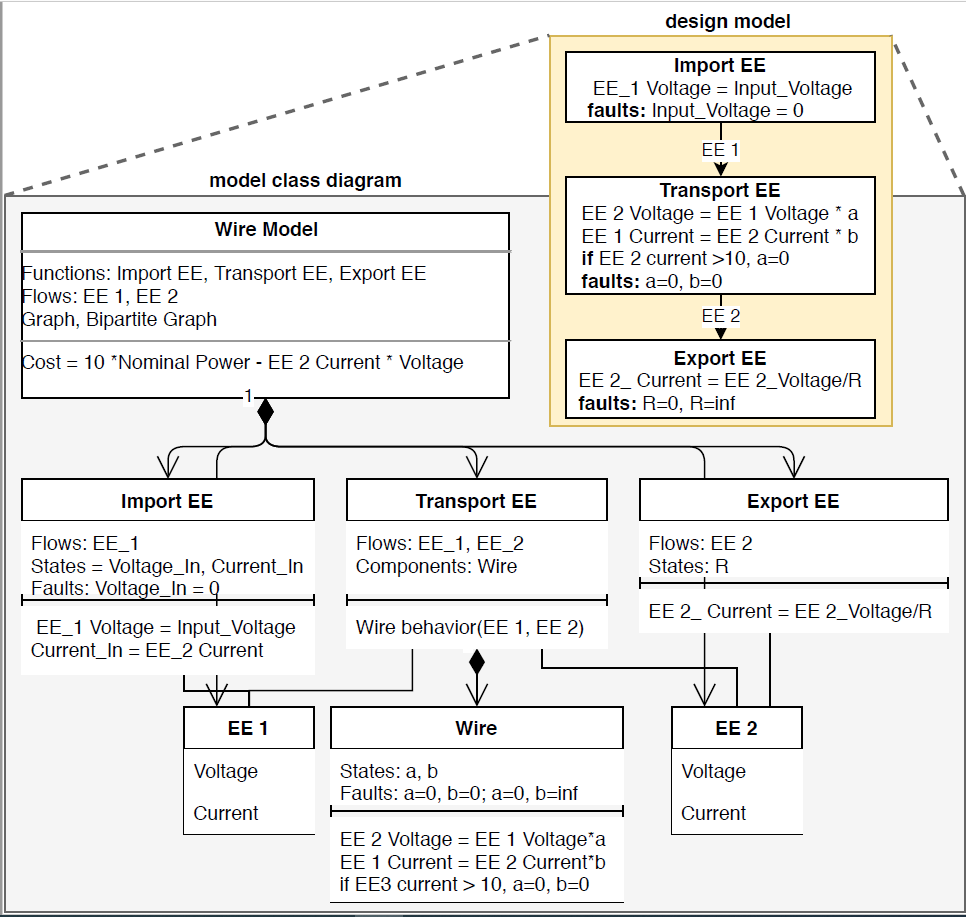 design model
Import EE
EE_1 Voltage = Input_Voltage
faults: Input_Voltage = 0
EE 1
Transport EE
EE 2 Voltage = EE 1 Voltage * a
EE 1 Current = EE 2 Current * b
if EE 2 current >10, a=0
faults: a=0, b=0
EE 2
Export EE
EE 2_ Current = EE 2_Voltage/R
faults: R=0, R=inf
model class diagram
Wire Model
Functions: Import EE, Transport EE, Export EE
Flows: EE 1, EE 2
Graph, Bipartite Graph
Cost = 10 *Nominal Power - EE 2 Current * Voltage
1
Import EE
Flows: EE_1
States = Voltage_In, Current_In
Faults: Voltage_In = 0
EE_1 Voltage = Input_Voltage
Current_In = EE_2 Current
Transport EE
Flows: EE_1, EE_2
Components: Wire
Wire behavior(EE 1, EE 2)
Export EE
Flows: EE 2
States: R
EE 2_ Current = EE 2_Voltage/R
EE 1
Voltage
Current
Wire
States: a, b
Faults: a=0, b=0; a=0, b=inf
EE 2 Voltage = EE 1 Voltage*a
EE 1 Current = EE 2 Current*b
if EE3 current > 10, a=0, b=0
EE 2
Voltage
Current